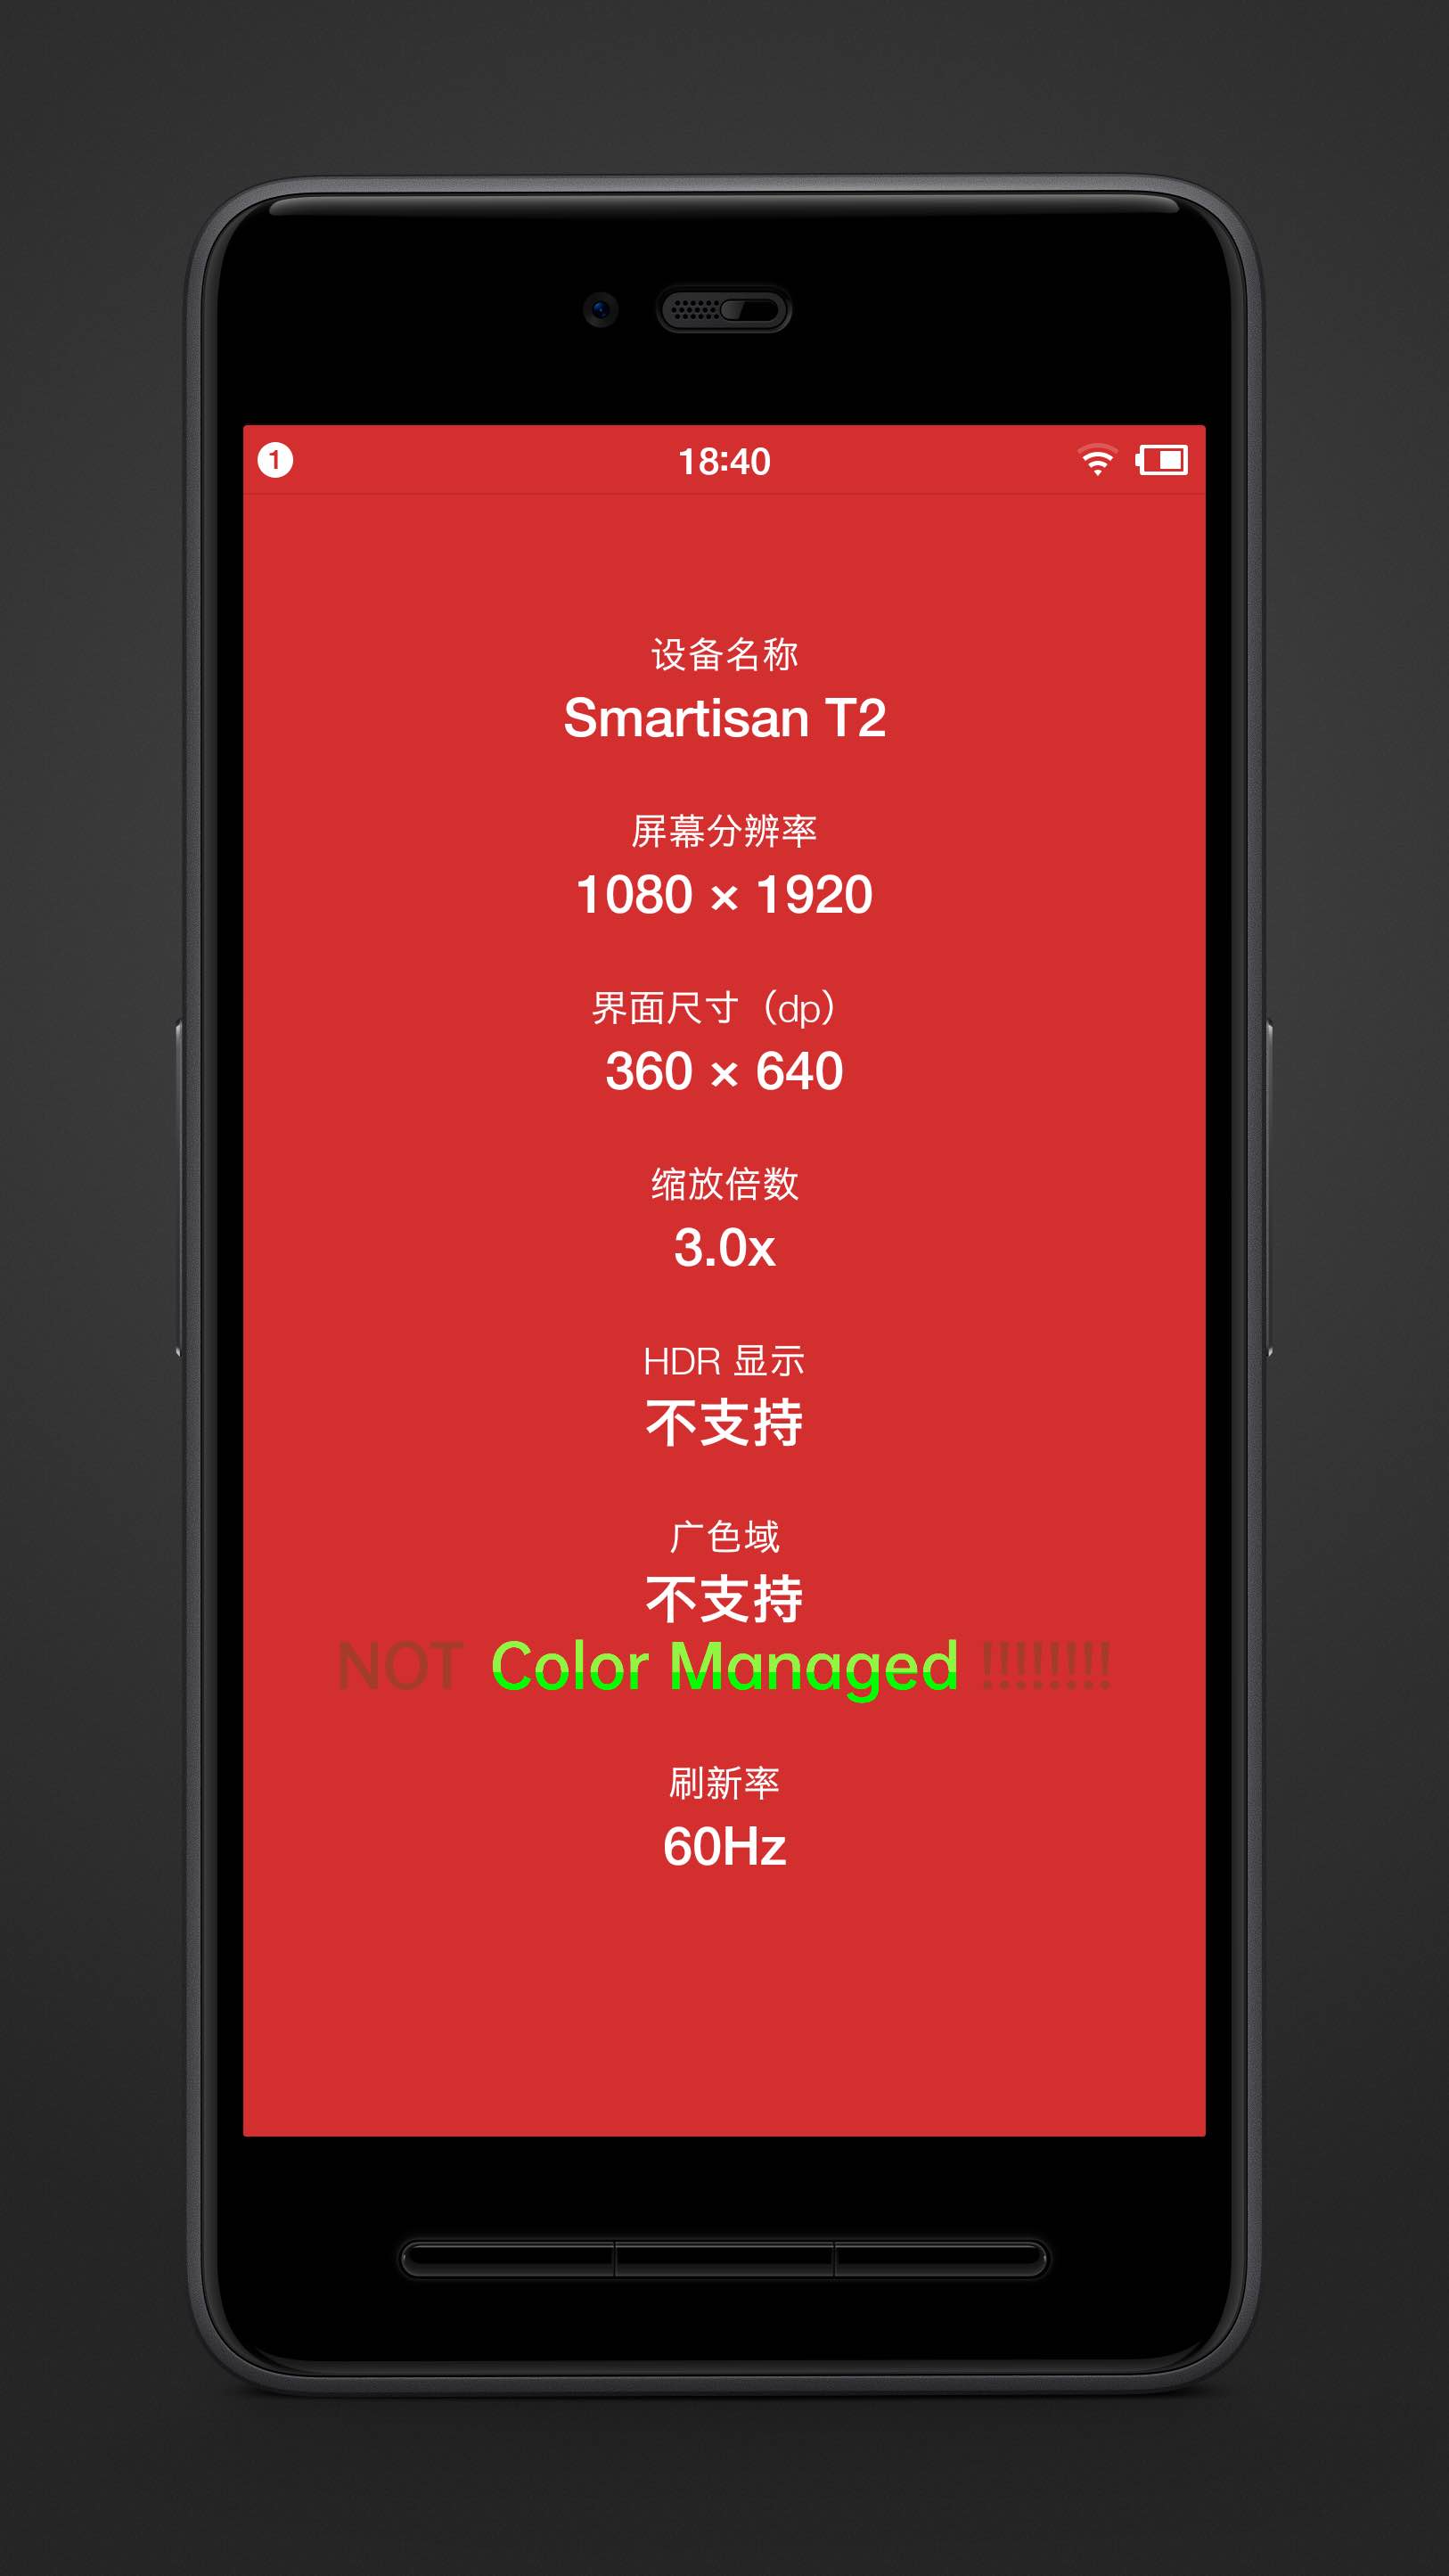 1
18:40
设备名称
Smartisan T2
屏幕分辨率
1080 × 1920
界面尺寸（dp）
360 × 640
缩放倍数
3.0x
HDR 显示
不支持
广色域
不支持
NOT Color Managed !!!!!!!!
刷新率
60Hz